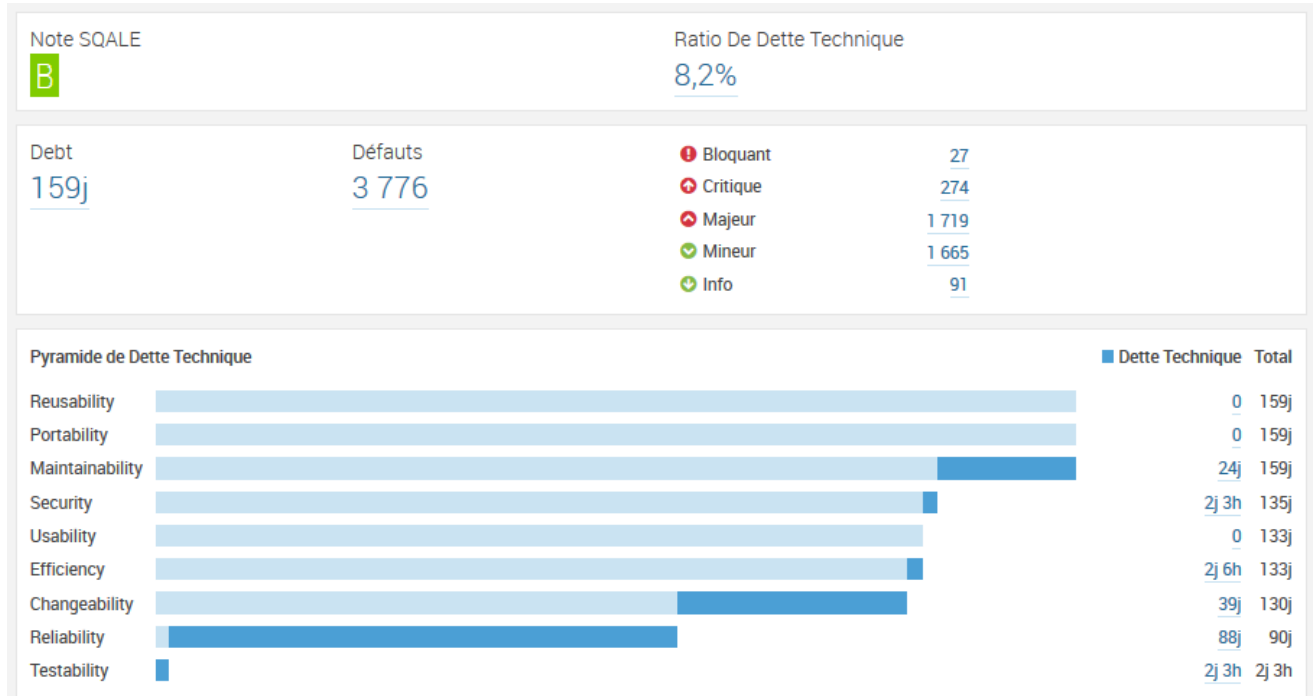 Note SQALE
B
Ratio De Dette Technique
8,2%
Debt
159j
Défauts
3 776
Bloquant 27
Critique 274
Majeur 1 719
Mineur 1 665
Info 91
Pyramide de Dette Technique Dette Technique Total
Reusability 0 159j
Portability 0 159j
Maintainability 24j 159j
Security 2j 3h 135j
Usability 0 133j
Efficiency 2j 6h 133j
Changeability 39j 130j
Reliability 88j 90j
Testability 2j 3h 2j 3h